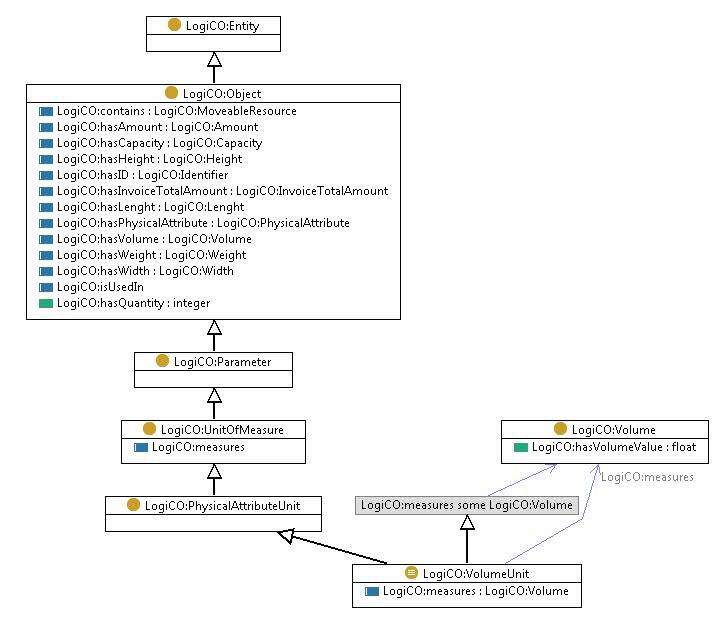 LogiCO:Entity
LogiCO:Object
LogiCO:contains : LogiCO:MoveableResource
LogiCO:hasAmount : LogiCO:Amount
LogiCO:hasCapacity : LogiCO:Capacity
LogiCO:hasHeight : LogiCO:Height
LogiCO:hasID : LogiCO:Identifier
LogiCO:hasInvoiceTotalAmount : LogiCO:InvoiceTotalAmount
LogiCO:hasLenght : LogiCO:Lenght
LogiCO:hasPhysicalAttribute : LogiCO:PhysicalAttribute
LogiCO:hasVolume : LogiCO:Volume
LogiCO:hasWeight : LogiCO:Weight
LogiCO:hasWidth : LogiCO:Width
LogiCO:isUsedIn
LogiCO:hasQuantity : integer
LogiCO:Parameter
LogiCO:UnitOfMeasure
LogiCO:measures
LogiCO:Volume
LogiCO:hasVolumeValue : float
LogiCO:measures
LogiCO:PhysicalAttributeUnit
LogiCO:measures some LogiCO:Volume
LogiCO:VolumeUnit
LogiCO:measures : LogiCO:Volume